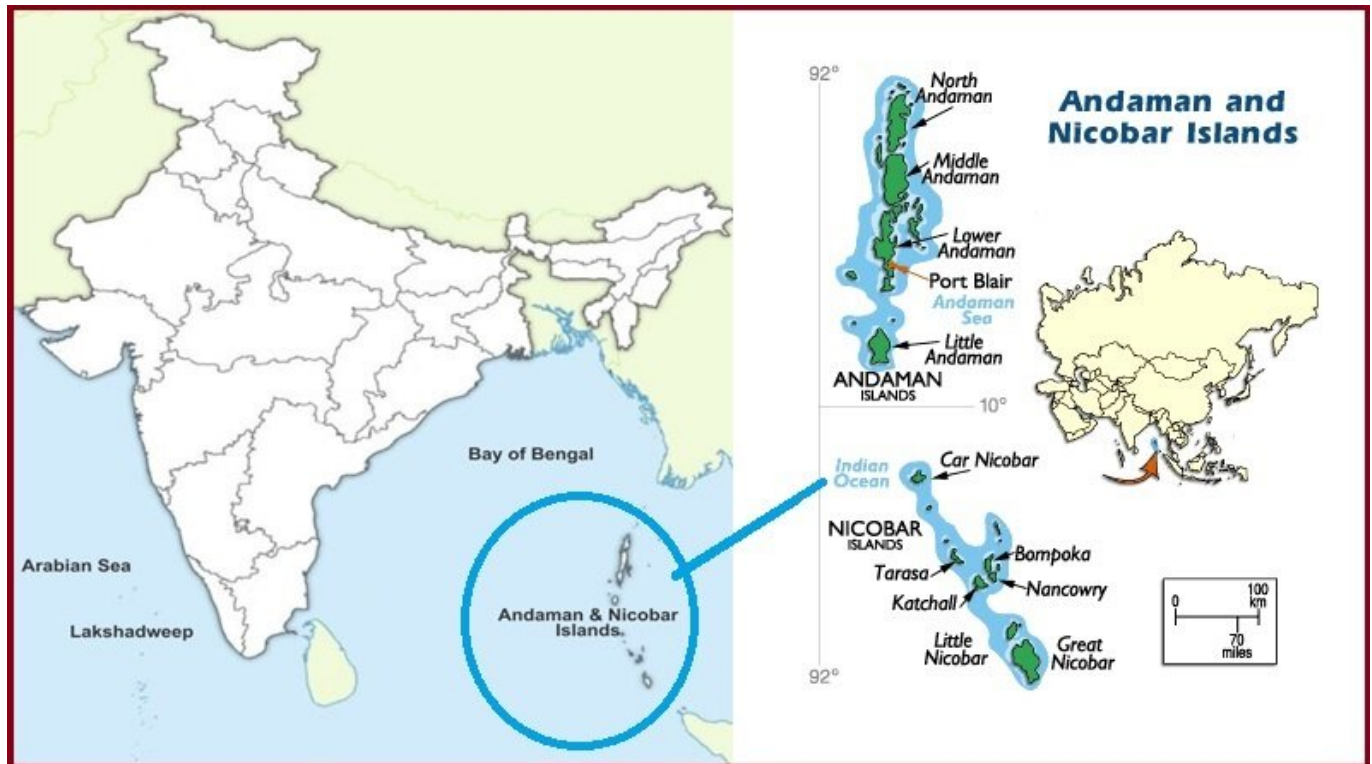 Bay of Bengal
Arabian Sea
Lakshadweep
Andaman & Nicobar
Islands
92°
North
Andaman
Middle
Andaman
Lower
Andaman
Port Blair
Andaman
Sea
Little
Andaman
ANDAMAN
ISLANDS
10°
Indian
Ocean
Car Nicobar
NICOBAR
ISLANDS
Bompoka
Tarasa
Nancowry
Katchall
Little
Nicobar
Great
Nicobar
92°
Andaman and
Nicobar Islands
0 100
km
70
miles